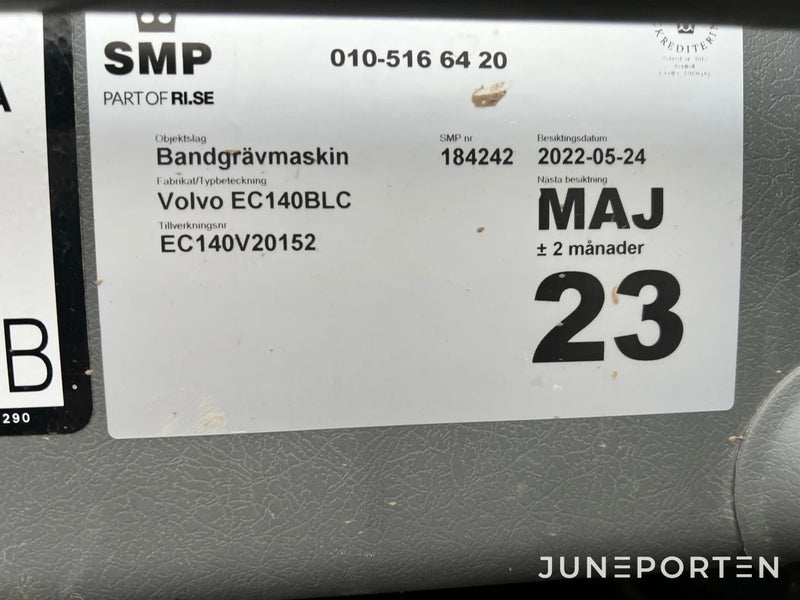 SMP
PART OF RI.SE
010-516 64 20
Objektslag
Bandgrävmaskin
SMP nr
184242
Besiktingsdatum
2022-05-24
Fabrikat/Typbeteckning
Volvo EC140BLC
Tillverkningsnr
EC140V20152
Nästa besiktning
MAJ
± 2 månader
23
A
B
290
JUNEPORTEN